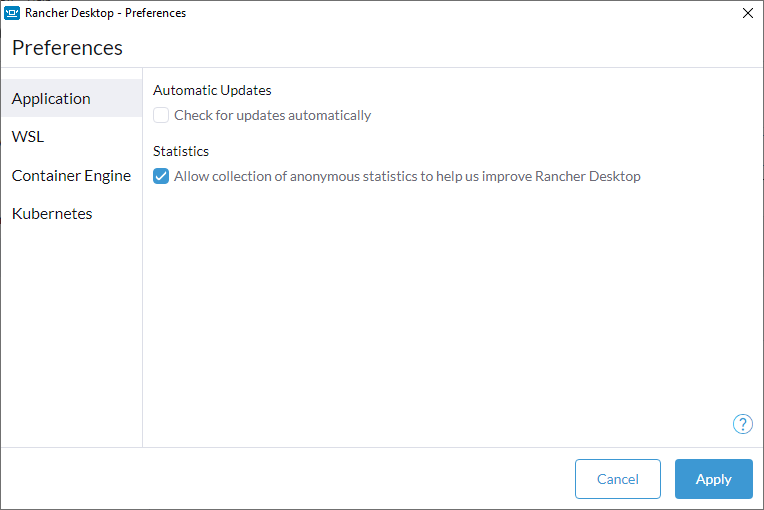 Rancher Desktop - Preferences
Preferences
Application
WSL
Container Engine
Kubernetes
Automatic Updates
Check for updates automatically
Statistics
Allow collection of anonymous statistics to help us improve Rancher Desktop
?
Cancel
Apply